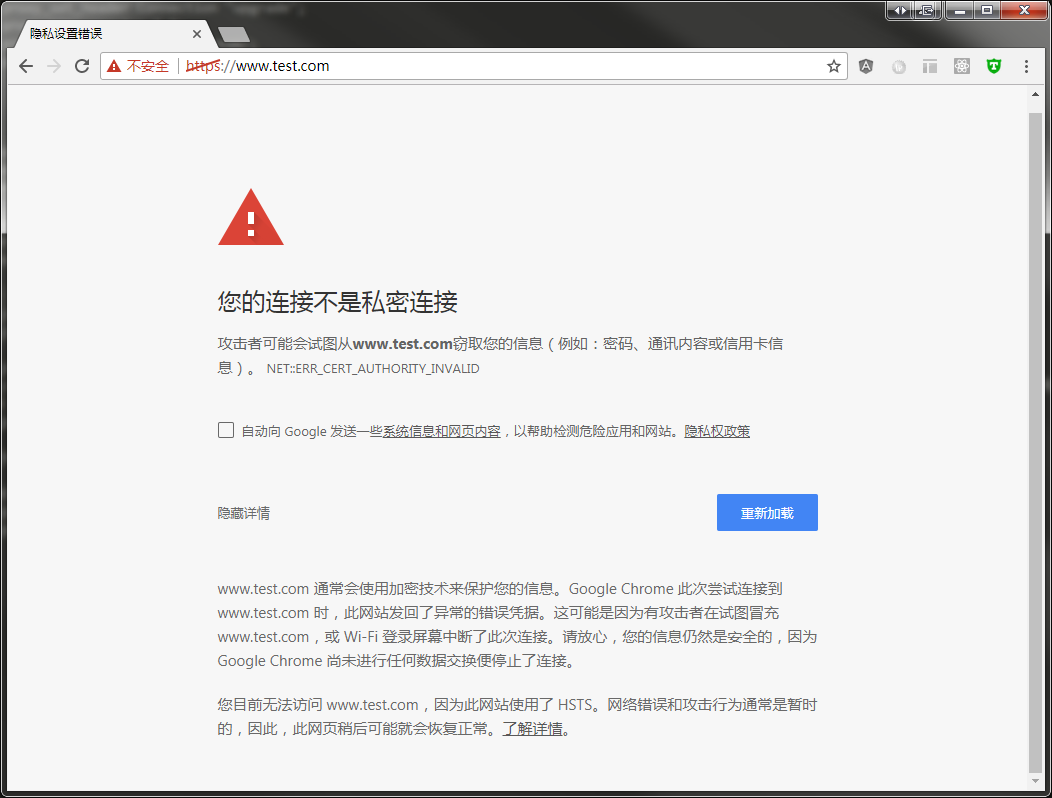 隐私设置错误
不安全 https://www.test.com
您的连接不是私密连接
攻击者可能会试图从www.test.com窃取您的信息（例如：密码、通讯内容或信用卡信
息）。 NET::ERR_CERT_AUTHORITY_INVALID
自动向 Google 发送一些系统信息和网页内容，以帮助检测危险应用和网站。隐私权政策
隐藏详情
重新加载
www.test.com 通常会使用加密技术来保护您的信息。Google Chrome 此次尝试连接到
www.test.com 时，此网站发回了异常的错误凭据。这可能是因为有攻击者在试图冒充
www.test.com，或 Wi-Fi 登录屏幕中断了此次连接。请放心，您的信息仍然是安全的，因为
Google Chrome 尚未进行任何数据交换便停止了连接。
您目前无法访问 www.test.com，因为此网站使用了 HSTS。网络错误和攻击行为通常是暂时
的，因此，此网页稍后可能就会恢复正常。了解详情。